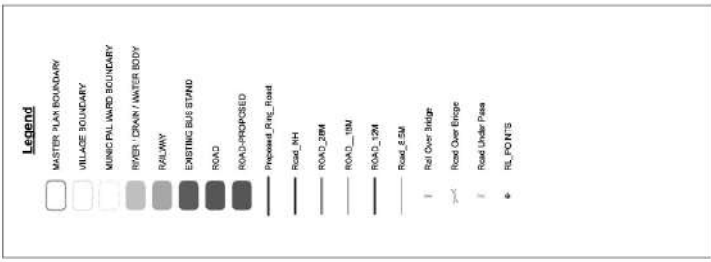 Legend
MASTER PLAN BOUNDARY
VILLAGE BOUNDARY
MUNICIPAL WARD BOUNDARY
RIVER / DRAIN / WATER BODY
RAILWAY
EXISTING BUS STAND
ROAD
ROAD-PROPOSED
Proposed_Ring_Road
Road_NH
ROAD_28M
ROAD__18M
ROAD_12M
Road_8.5M
Rail Over Bridge
Road Over Bridge
Road Under Pass
RL_POINTS